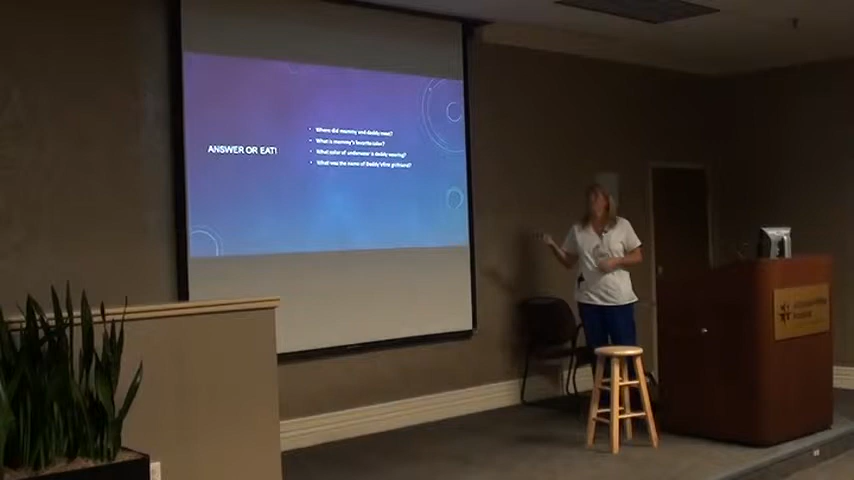 ANSWER OR EAT!
• Where did mommy and daddy meet?
• What is mommy's favorite color?
• What color of underwear is daddy wearing?
• What was the name of Daddy's first girlfriend?